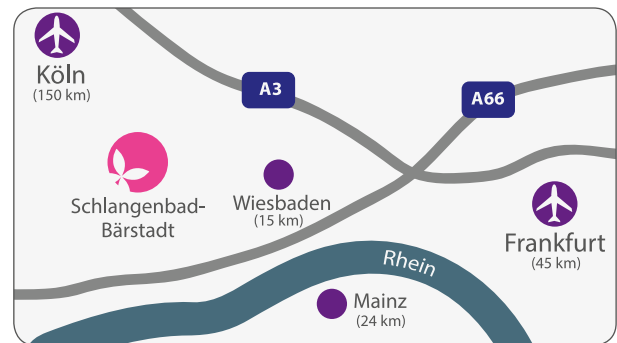 Köln
(150 km)
A3
A66
Schlangenbad-
Bärstadt
Wiesbaden
(15 km)
Frankfurt
(45 km)
Rhein
Mainz
(24 km)